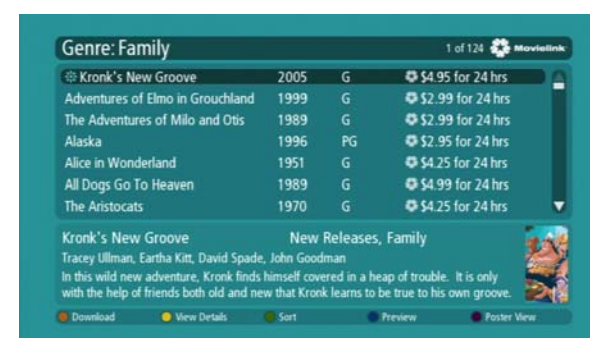 Genre: Family 1 of 124 Movielink
Kronk's New Groove 2005 G $4.95 for 24 hrs
Adventures of Elmo in Grouchland 1999 G $2.99 for 24 hrs
The Adventures of Milo and Otis 1989 G $2.99 for 24 hrs
Alaska 1996 PG $2.95 for 24 hrs
Alice in Wonderland 1951 G $4.25 for 24 hrs
All Dogs Go To Heaven 1989 G $4.99 for 24 hrs
The Aristocats 1970 G $4.25 for 24 hrs
Kronk's New Groove New Releases, Family
Tracey Ullman, Eartha Kitt, David Spade, John Goodman
In this wild new adventure, Kronk finds himself covered in a heap of trouble. It is only
with the help of friends both old and new that Kronk learns to be true to his own groove.
Download View Details Sort Preview Poster View